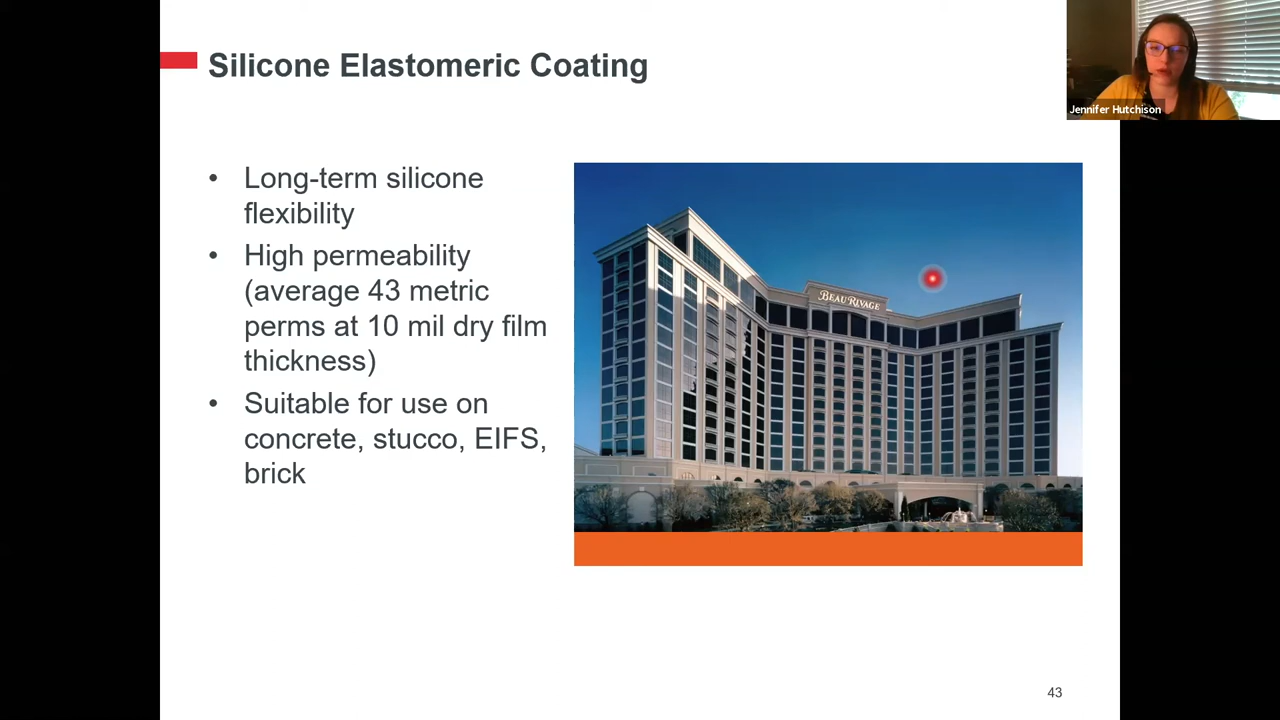 Silicone Elastomeric Coating
Jennifer Hutchison
• Long-term silicone
flexibility
• High permeability
(average 43 metric
perms at 10 mil dry film
thickness)
• Suitable for use on
concrete, stucco, EIFS,
brick
BEAU RIVAGE
43